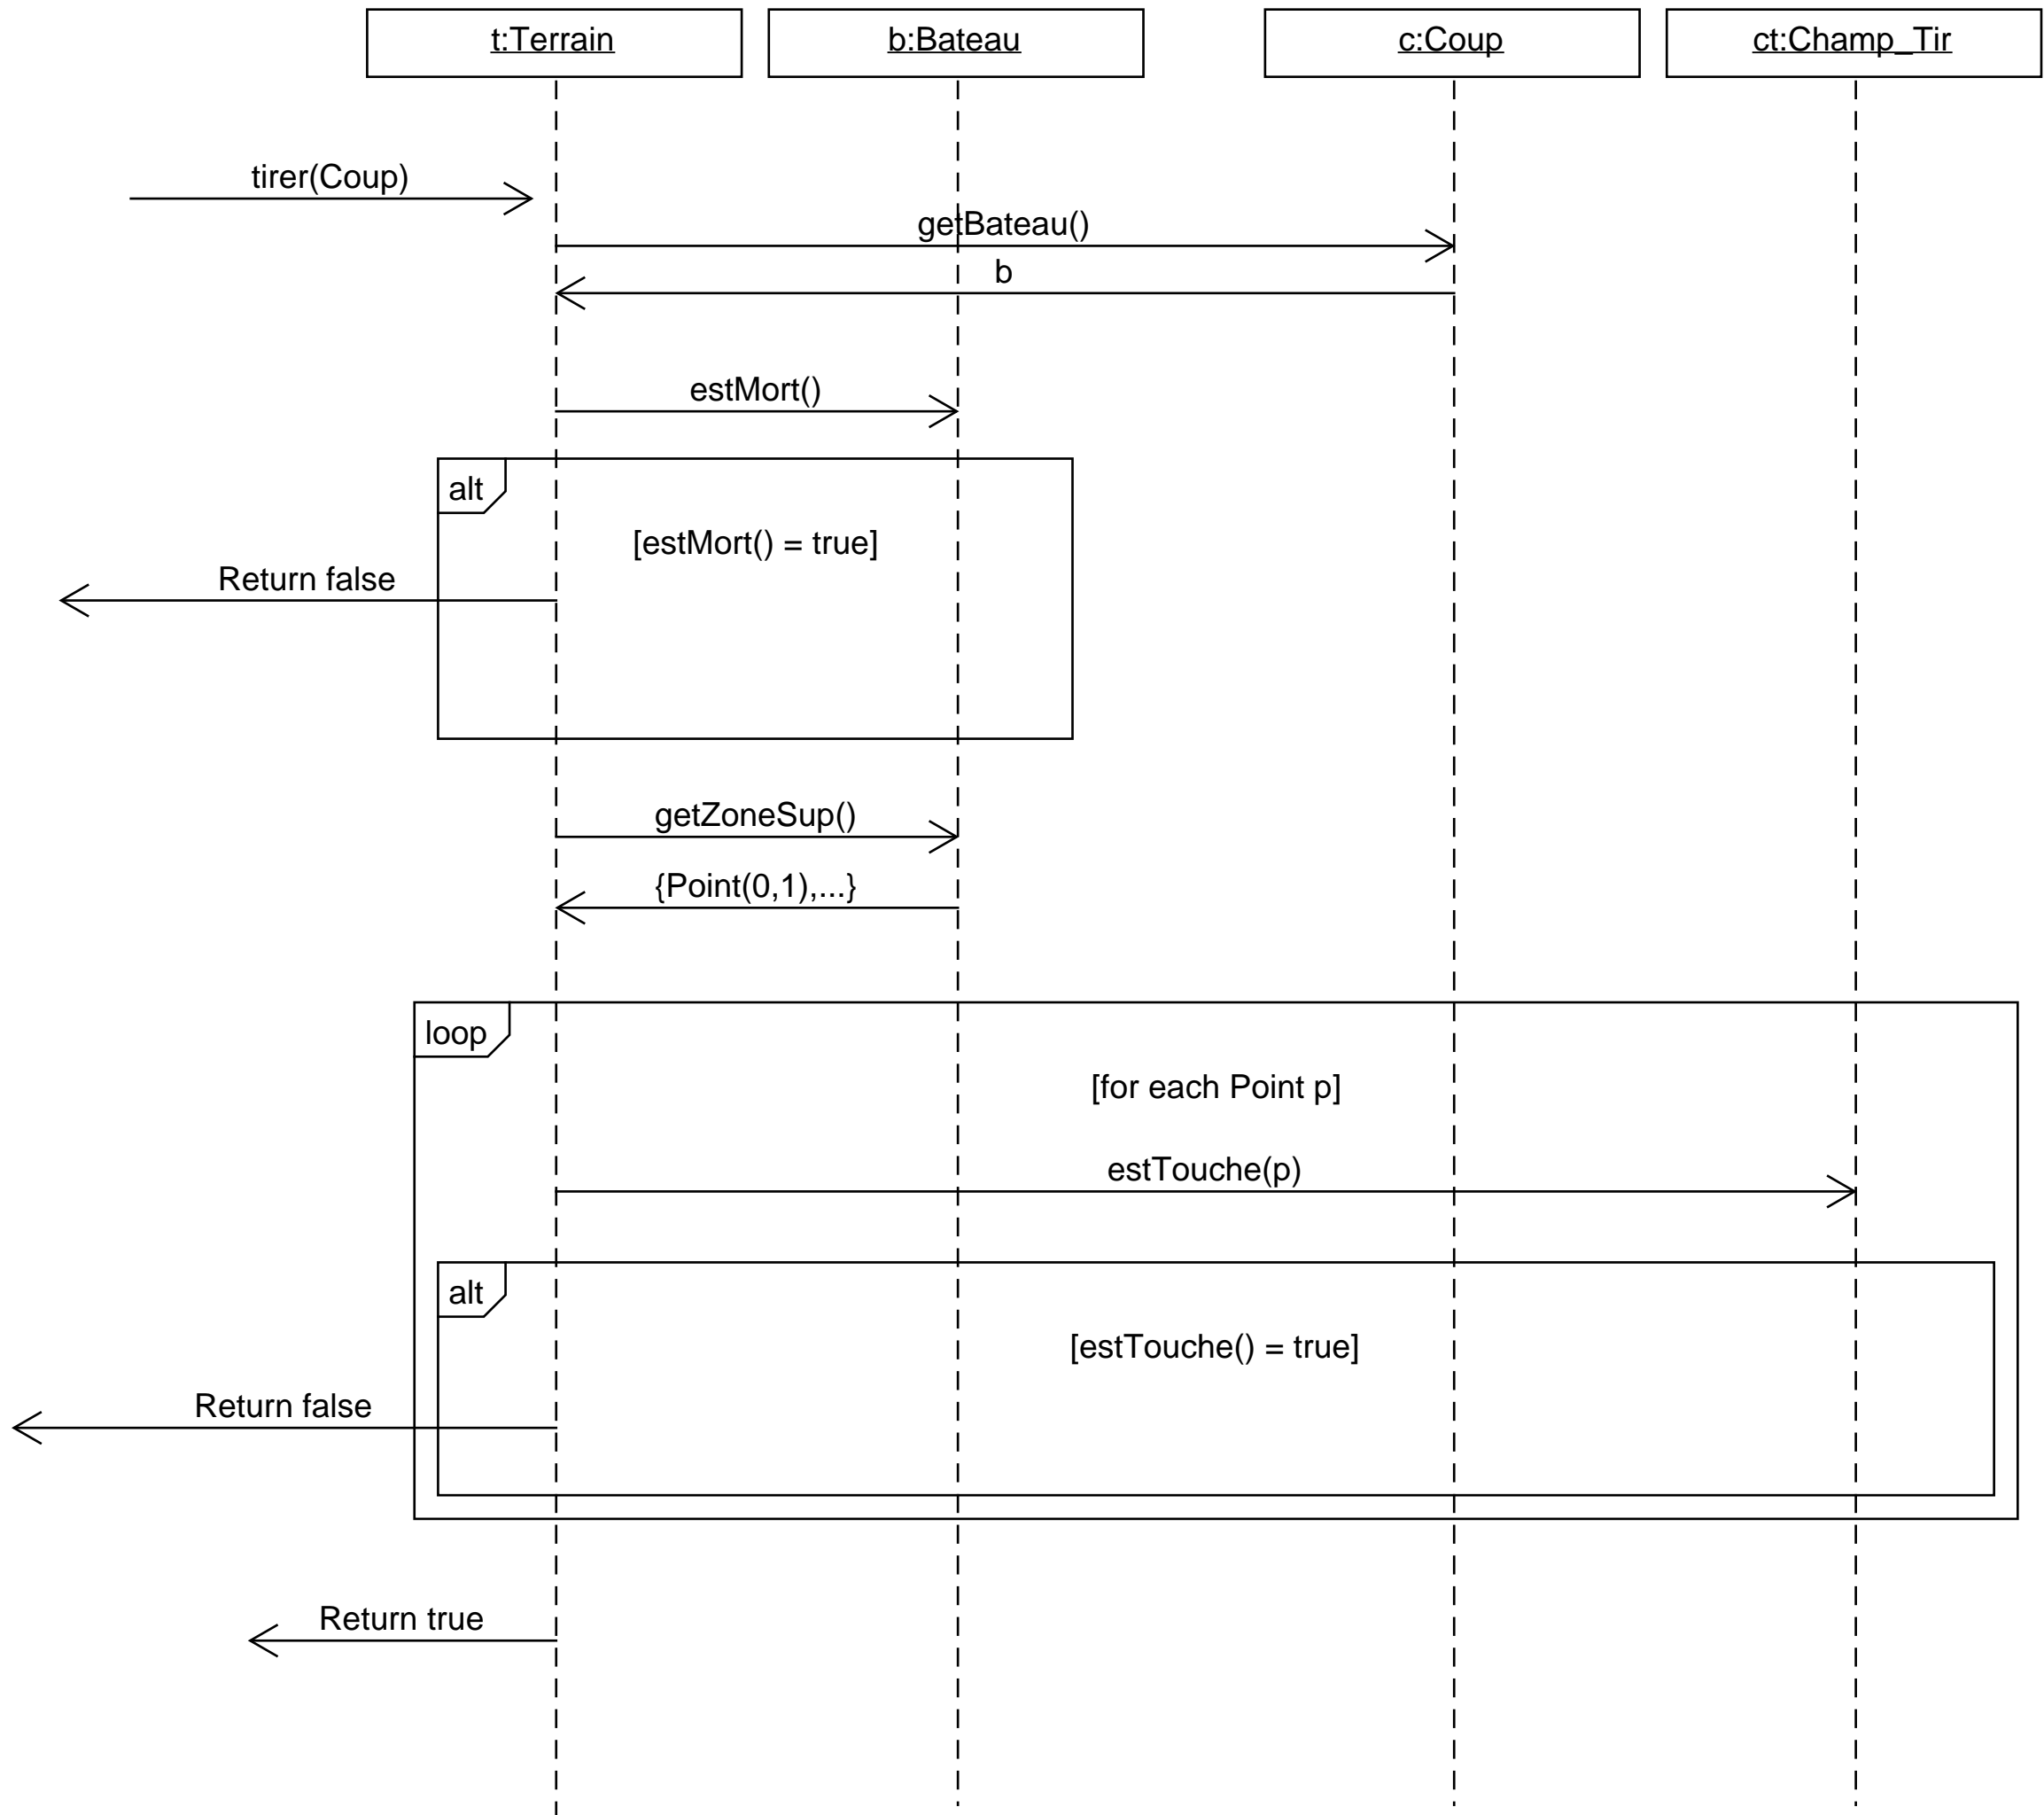 t:Terrain
b:Bateau
c:Coup
ct:Champ_Tir
tirer(Coup)
getBateau()
b
estMort()
alt
[estMort() = true]
Return false
getZoneSup()
{Point(0,1),...}
loop
[for each Point p]
estTouche(p)
alt
[estTouche() = true]
Return false
Return true